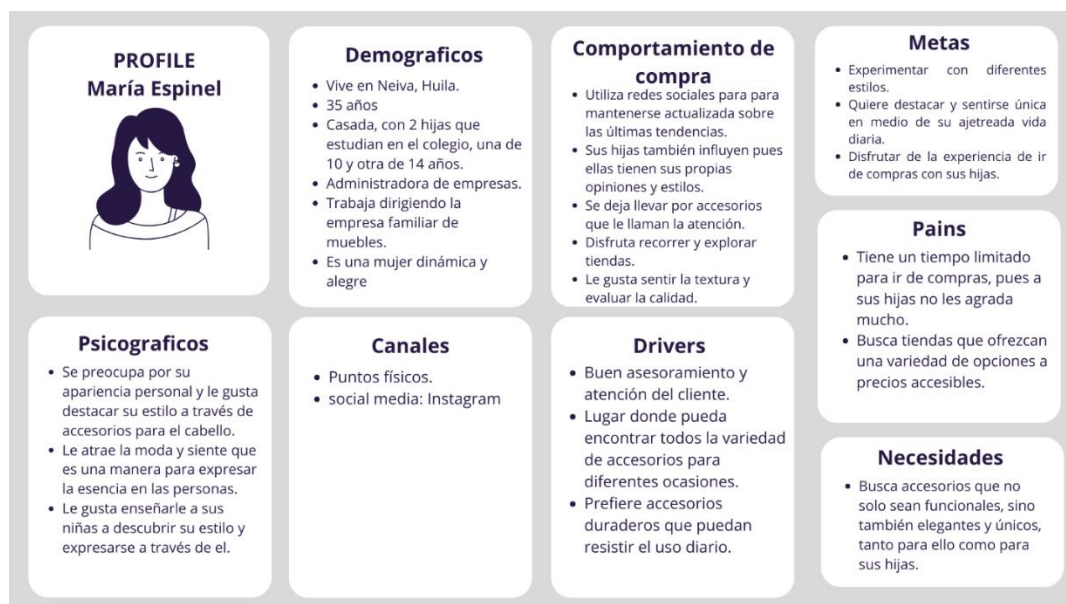 PROFILE
María Espinel
Demograficos
• Vive en Neiva, Huila.
• 35 años
• Casada, con 2 hijas que
estudian en el colegio, una de
10 y otra de 14 años.
• Administradora de empresas.
• Trabaja dirigiendo la
empresa familiar de
muebles.
• Es una mujer dinámica y
alegre
Comportamiento de
compra
• Utiliza redes sociales para para
mantenerse actualizada sobre
las últimas tendencias.
• Sus hijas también influyen pues
ellas tienen sus propias
opiniones y estilos.
• Se deja llevar por accesorios
que le llaman la atención.
• Disfruta recorrer y explorar
tiendas.
• Le gusta sentir la textura y
evaluar la calidad.
Metas
• Experimentar con diferentes
estilos.
• Quiere destacar y sentirse única
en medio de su ajetreada vida
diaria.
• Disfrutar de la experiencia de ir
de compras con sus hijas.
Pains
• Tiene un tiempo limitado
para ir de compras, pues a
sus hijas no les agrada
mucho.
• Busca tiendas que ofrezcan
una variedad de opciones a
precios accesibles.
Psicograficos
• Se preocupa por su
apariencia personal y le gusta
destacar su estilo a través de
accesorios para el cabello.
• Le atrae la moda y siente que
es una manera para expresar
la esencia en las personas.
• Le gusta enseñarle a sus
niñas a descubrir su estilo y
expresarse a través de el.
Canales
• Puntos físicos.
• social media: Instagram
Drivers
• Buen asesoramiento y
atención del cliente.
• Lugar donde pueda
encontrar todos la variedad
de accesorios para
diferentes ocasiones.
• Prefiere accesorios
duraderos que puedan
resistir el uso diario.
Necesidades
• Busca accesorios que no
solo sean funcionales, sino
también elegantes y únicos,
tanto para ello como para
sus hijas.